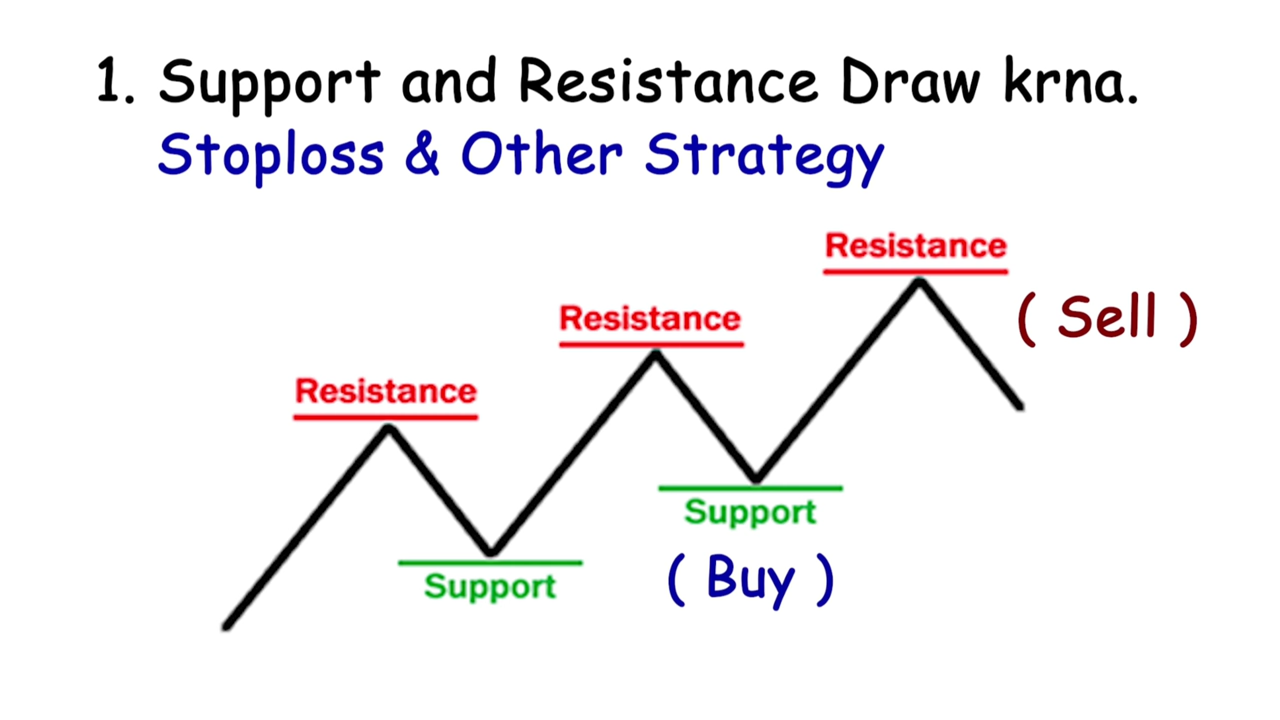 1. Support and Resistance Draw krna.
Stoploss & Other Strategy
Resistance
( Sell )
Resistance
Resistance
Support
Support
( Buy )